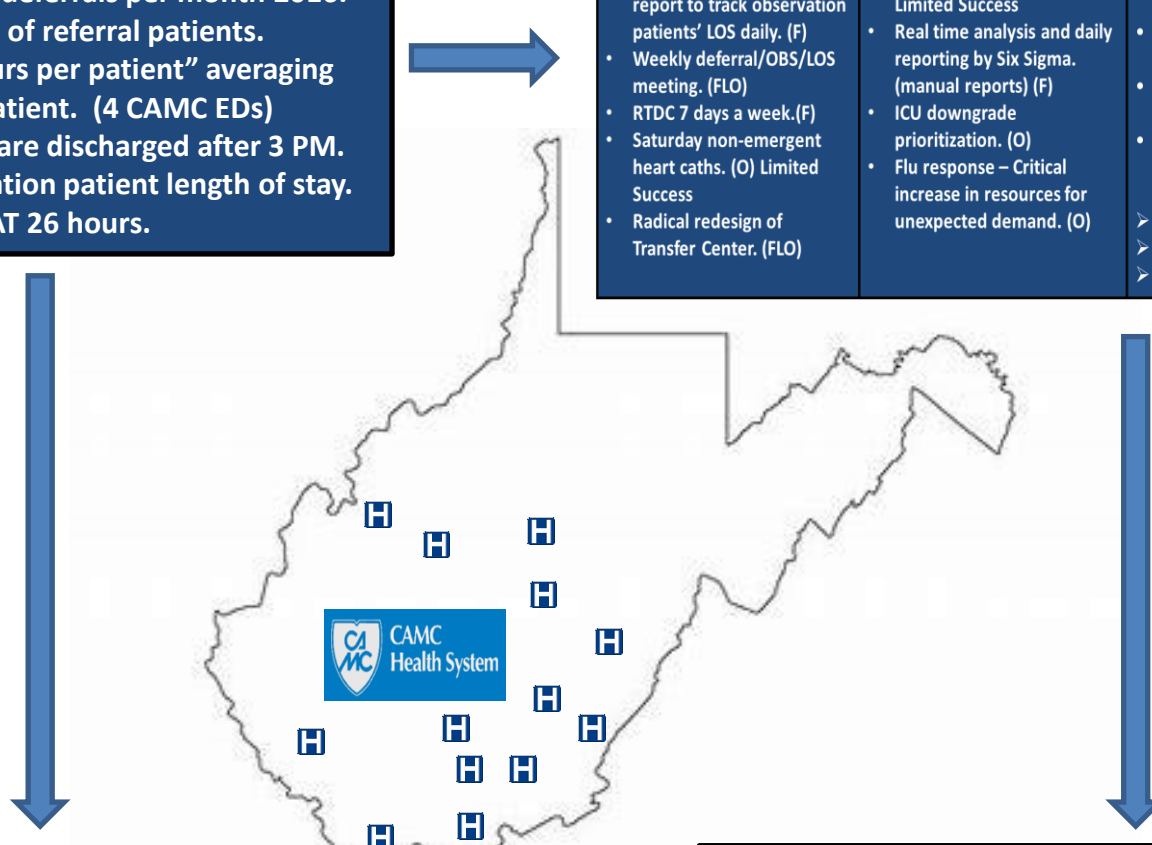 of referral patients.
per patient” averaging
(4 CAMC EDs)
are discharged after 3 PM.
patient length of stay.
26 hours.
report to track observation
patients’ LOS daily. (F)
• Weekly deferral/OBS/LOS
meeting. (FLO)
• RTDC 7 days a week.(F)
• Saturday non-emergent
heart caths. (O) Limited
Success
• Radical redesign of
Transfer Center. (FLO)
Limited Success
• Real time analysis and daily
reporting by Six Sigma.
(manual reports) (F)
• ICU downgrade
prioritization. (O)
• Flu response – Critical
increase in resources for
unexpected demand. (O)
H
H
H
H
H
CA
MC
CAMC
Health System
H
H
H
H
H
H
H
H